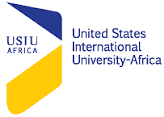 USIU
AFRICA
United States
International
University-Africa